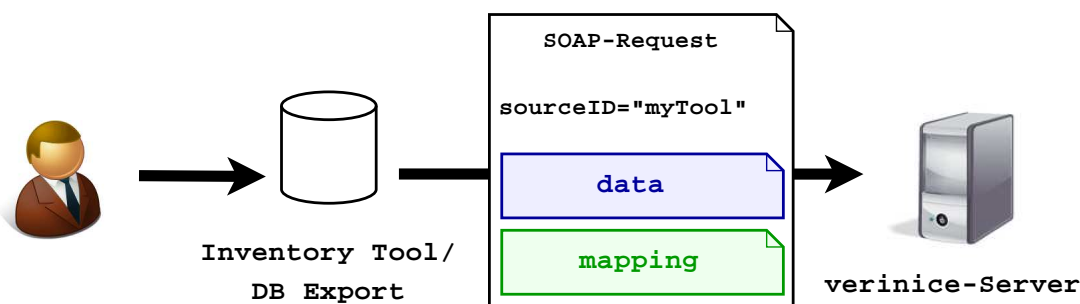 SOAP-Request
sourceID="myTool"
data
mapping
Inventory Tool/
DB Export
verinice-Server